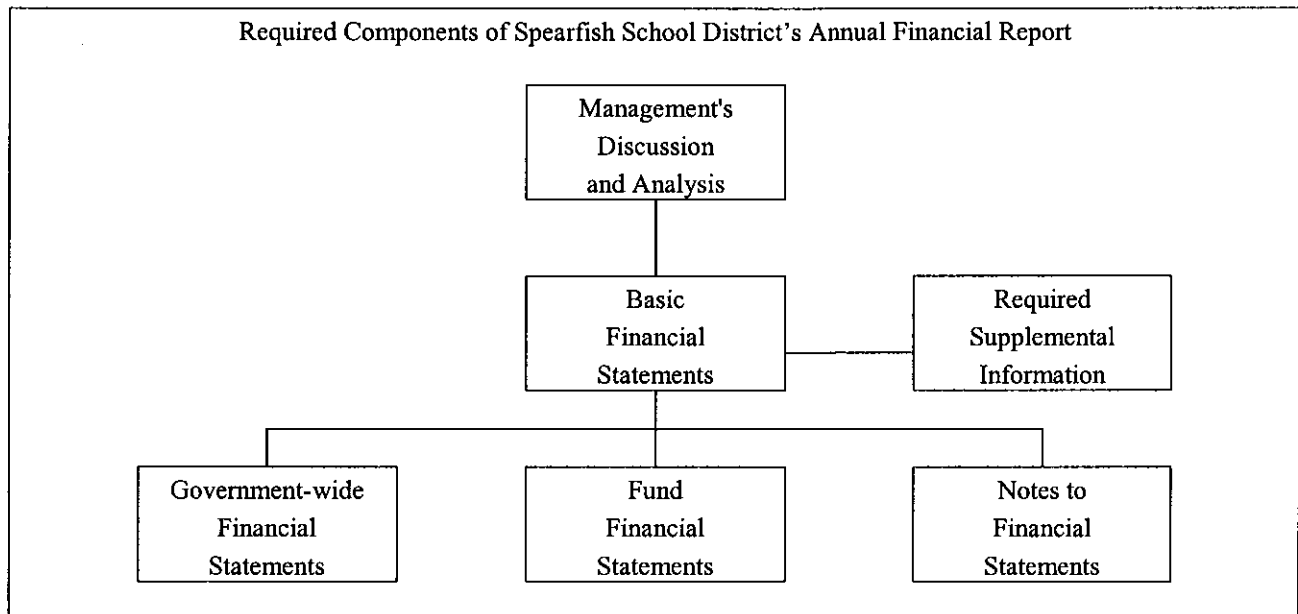 Required Components of Spearfish School District's Annual Financial Report
Management's
Discussion
and Analysis
Basic
Financial
Statements
Required
Supplemental
Information
Government-wide
Financial
Statements
Fund
Financial
Statements
Notes to
Financial
Statements